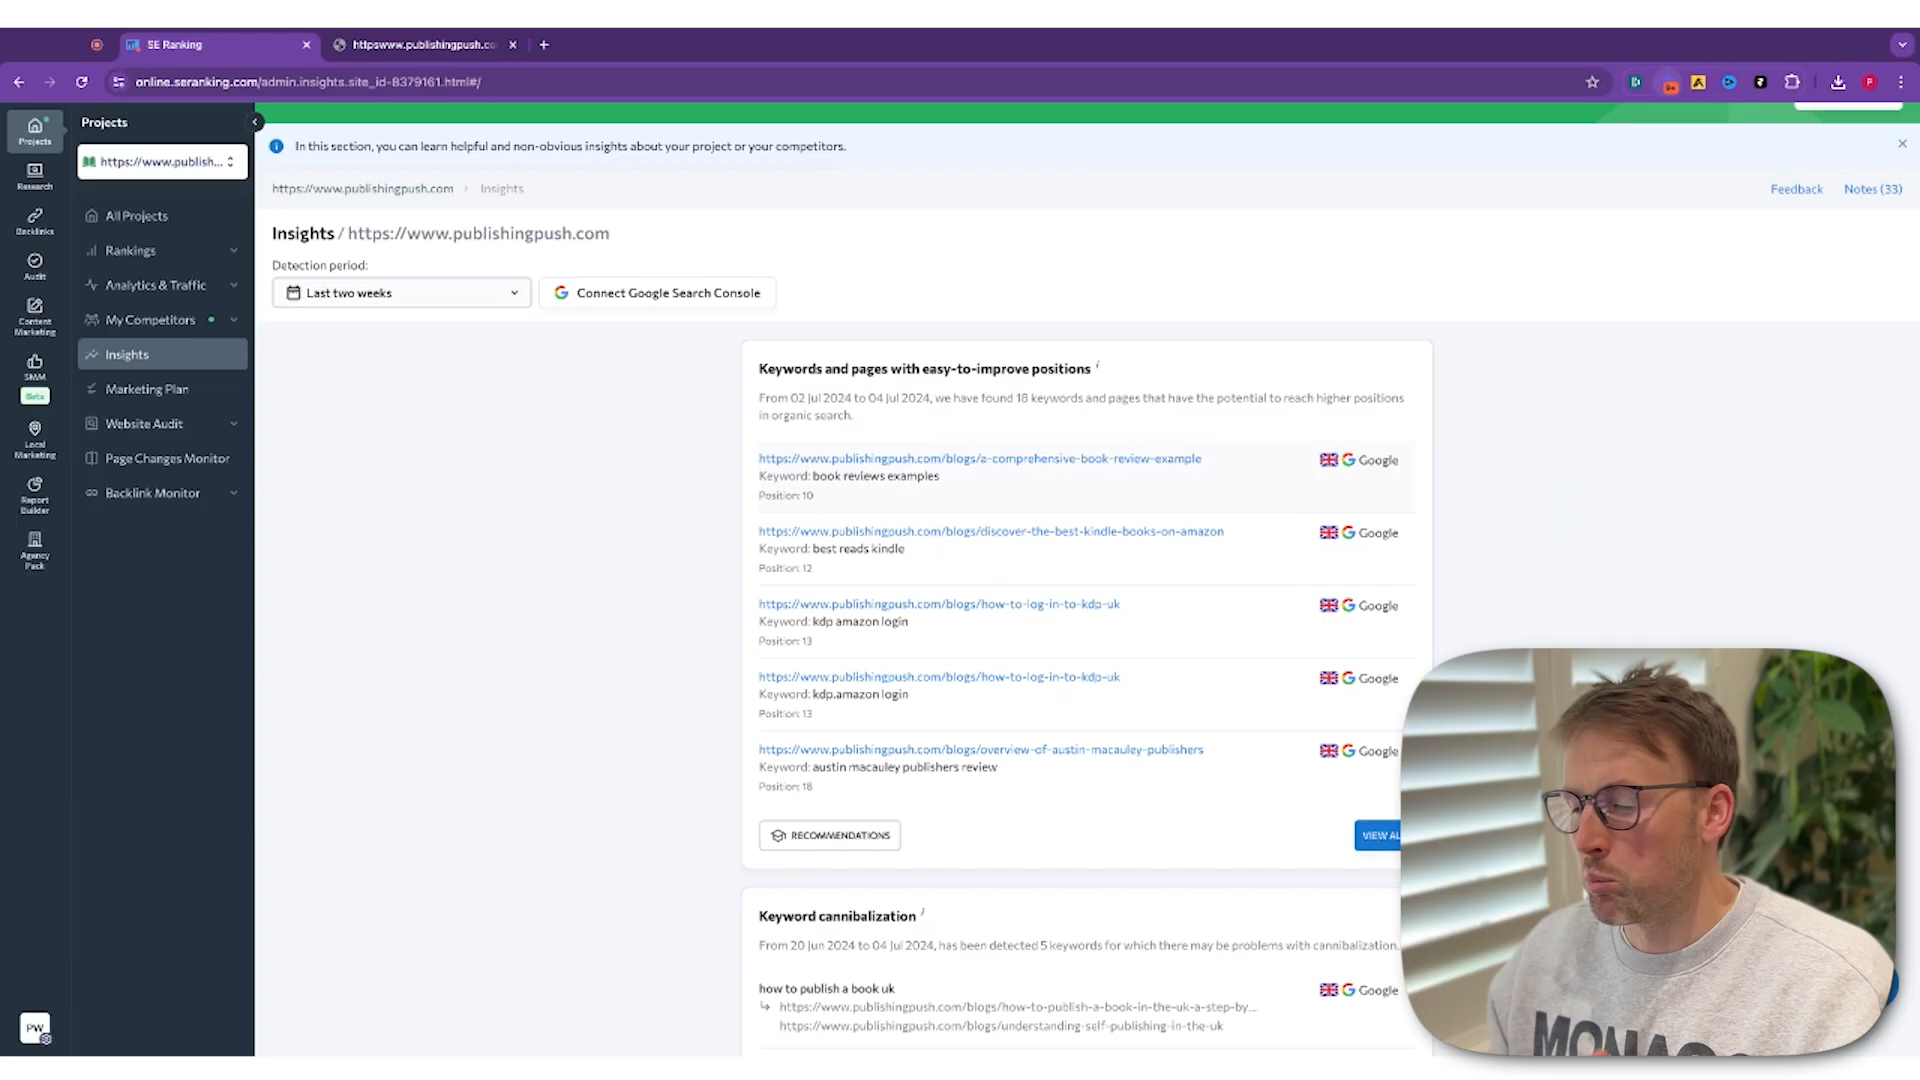 SE Ranking
httpswww.publishingpush.co
online.seranking.com/admin.insights.site_id-8379161.html#/
9+
P
Projects
Research
Backlinks
Audit
Content
Marketing
SMM
Beta
Local
Marketing
Report
Builder
Agency
Pack
PW
Projects
https://www.publish...
All Projects
Rankings
Analytics & Traffic
My Competitors
Insights
Marketing Plan
Website Audit
Page Changes Monitor
Backlink Monitor
In this section, you can learn helpful and non-obvious insights about your project or your competitors.
https://www.publishingpush.com > Insights
Feedback Notes (33)
Insights / https://www.publishingpush.com
Detection period:
Last two weeks
Connect Google Search Console
Keywords and pages with easy-to-improve positions i
From 02 Jul 2024 to 04 Jul 2024, we have found 18 keywords and pages that have the potential to reach higher positions
in organic search.
https://www.publishingpush.com/blogs/a-comprehensive-book-review-example
Google
Keyword: book reviews examples
Position: 10
https://www.publishingpush.com/blogs/discover-the-best-kindle-books-on-amazon
Google
Keyword: best reads kindle
Position: 12
https://www.publishingpush.com/blogs/how-to-log-in-to-kdp-uk
Google
Keyword: kdp amazon login
Position: 13
https://www.publishingpush.com/blogs/how-to-log-in-to-kdp-uk
Google
Keyword: kdp.amazon login
Position: 13
https://www.publishingpush.com/blogs/overview-of-austin-macauley-publishers
Google
Keyword: austin macauley publishers review
Position: 18
RECOMMENDATIONS
VIEW AL
Keyword cannibalization i
From 20 Jun 2024 to 04 Jul 2024, has been detected 5 keywords for which there may be problems with cannibalization.
how to publish a book uk
Google
https://www.publishingpush.com/blogs/how-to-publish-a-book-in-the-uk-a-step-by...
https://www.publishingpush.com/blogs/understanding-self-publishing-in-the-uk